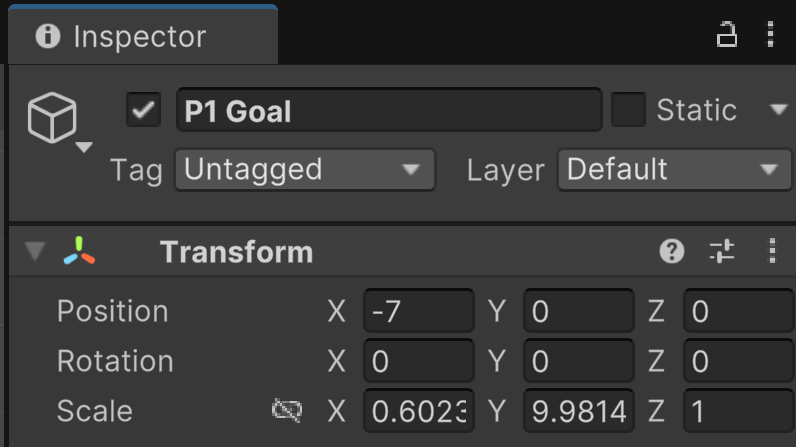 Inspector
P1 Goal Static
Tag Untagged Layer Default
Transform
Position X -7 Y 0 Z 0
Rotation X 0 Y 0 Z 0
Scale X 0.6023 Y 9.9814 Z 1